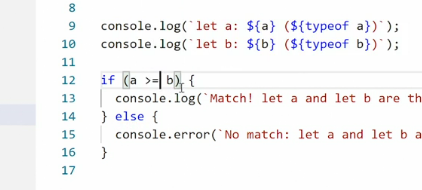 8
9 console.log(`let a: ${a} (${typeof a})`);
10 console.log(`let b: ${b} (${typeof b})`);
11
12 if (a >= b) {
13 console.log(`Match! let a and let b are th
14 } else {
15 console.error(`No match: let a and let b a
16 }
17